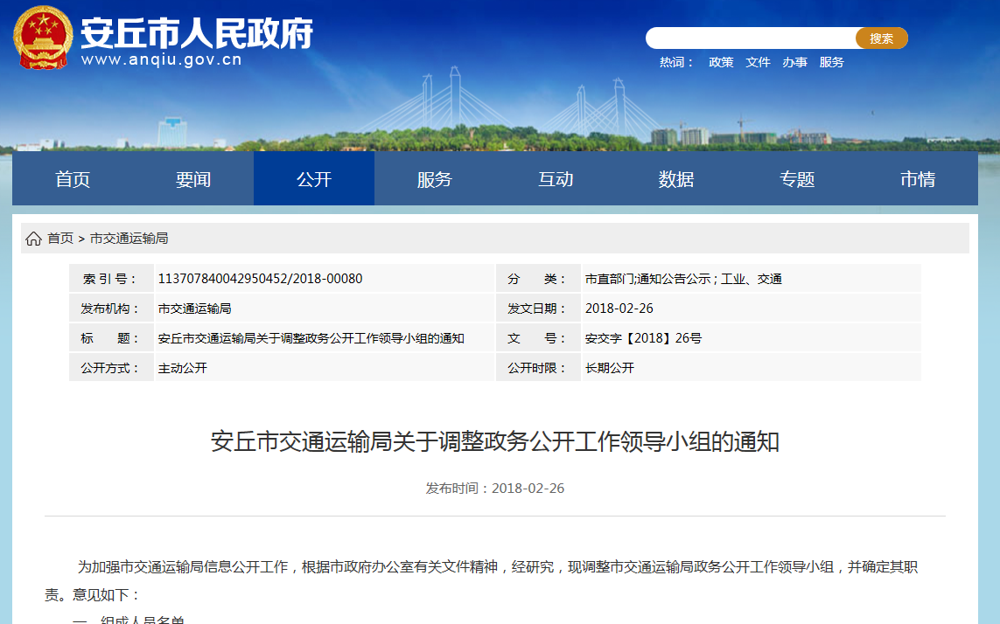 安丘市人民政府
www.anqiu.gov.cn
搜索
热词： 政策 文件 办事 服务
首页 要闻 公开 服务 互动 数据 专题 市情
首页 > 市交通运输局
索 引 号： 113707840042950452/2018-00080 分 类： 市直部门;通知公告公示 ; 工业、交通
发布机构： 市交通运输局 发文日期： 2018-02-26
标 题： 安丘市交通运输局关于调整政务公开工作领导小组的通知 文 号： 安交字【2018】26号
公开方式： 主动公开 公开时限： 长期公开
安丘市交通运输局关于调整政务公开工作领导小组的通知
发布时间：2018-02-26
为加强市交通运输局信息公开工作，根据市政府办公室有关文件精神，经研究，现调整市交通运输局政务公开工作领导小组，并确定其职
责。意见如下：
一、组成人员名单